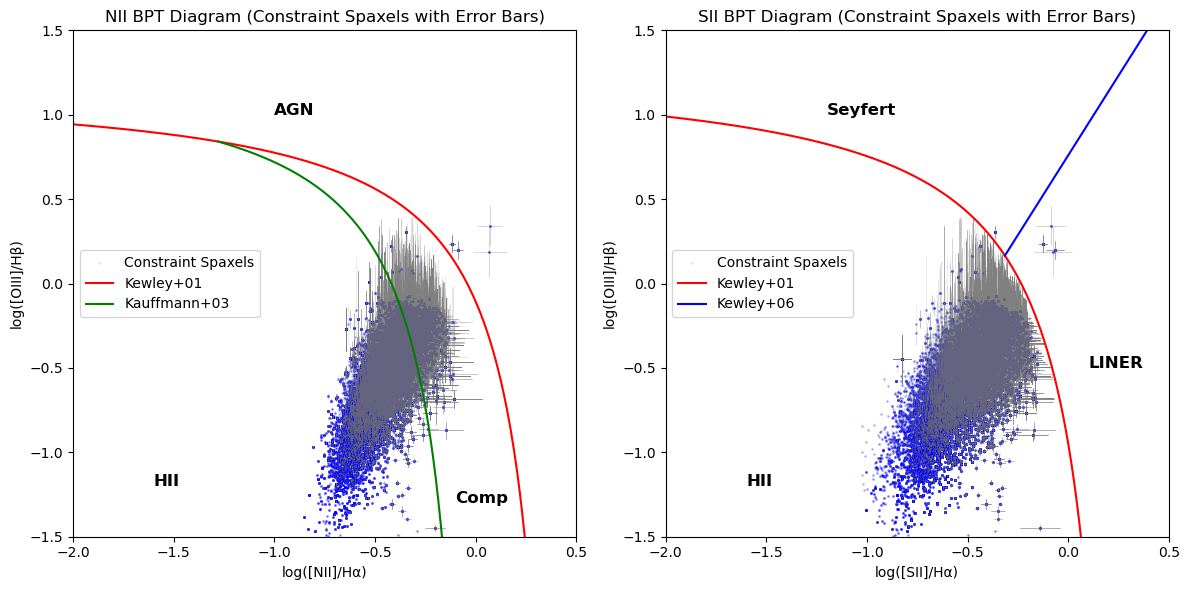 NII BPT Diagram (Constraint Spaxels with Error Bars)
1.5
1.0
0.5
0.0
−0.5
−1.0
−1.5
log([OIII]/Hβ)
AGN
Constraint Spaxels
Kewley+01
Kauffmann+03
HII
Comp
−2.0
−1.5
−1.0
−0.5
0.0
0.5
log([NII]/Hα)
SII BPT Diagram (Constraint Spaxels with Error Bars)
1.5
1.0
0.5
0.0
−0.5
−1.0
−1.5
log([OIII]/Hβ)
Seyfert
Constraint Spaxels
Kewley+01
Kewley+06
LINER
HII
−2.0
−1.5
−1.0
−0.5
0.0
0.5
log([SII]/Hα)